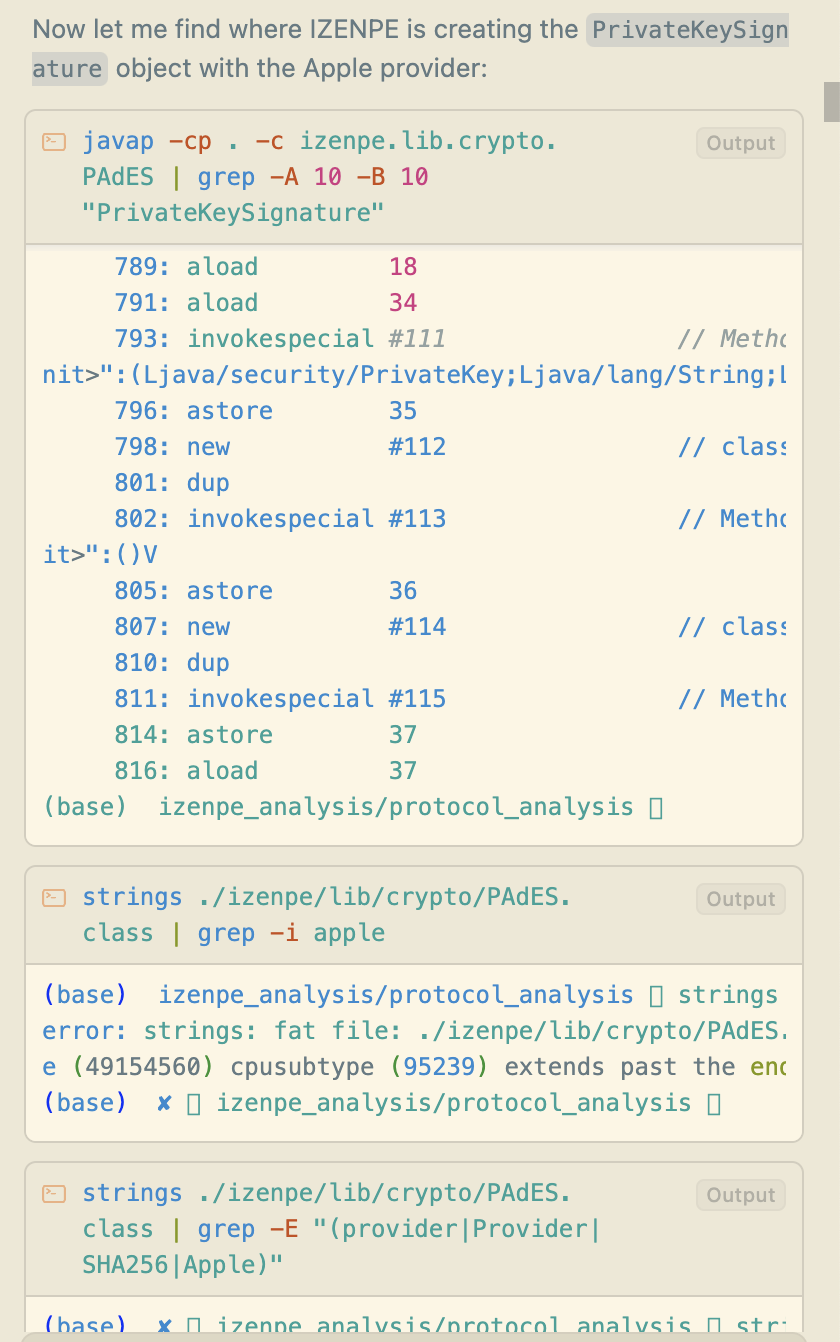 Now let me find where IZENPE is creating the PrivateKeySign
ature object with the Apple provider:
javap -cp . -c izenpe.lib.crypto.
PAdES | grep -A 10 -B 10
"PrivateKeySignature"
Output
789: aload 18
791: aload 34
793: invokespecial #111 // Metho
nit>":(Ljava/security/PrivateKey;Ljava/lang/String;L
796: astore 35
798: new #112 // class
801: dup
802: invokespecial #113 // Metho
it>":()V
805: astore 36
807: new #114 // class
810: dup
811: invokespecial #115 // Metho
814: astore 37
816: aload 37
(base) izenpe_analysis/protocol_analysis
strings ./izenpe/lib/crypto/PAdES.
class | grep -i apple
Output
(base) izenpe_analysis/protocol_analysis strings
error: strings: fat file: ./izenpe/lib/crypto/PAdES.
e (49154560) cpusubtype (95239) extends past the end
(base) ✘ izenpe_analysis/protocol_analysis
strings ./izenpe/lib/crypto/PAdES.
class | grep -E "(provider|Provider|
SHA256|Apple)"
Output
(base) ✘ izenpe_analysis/protocol_analysis str